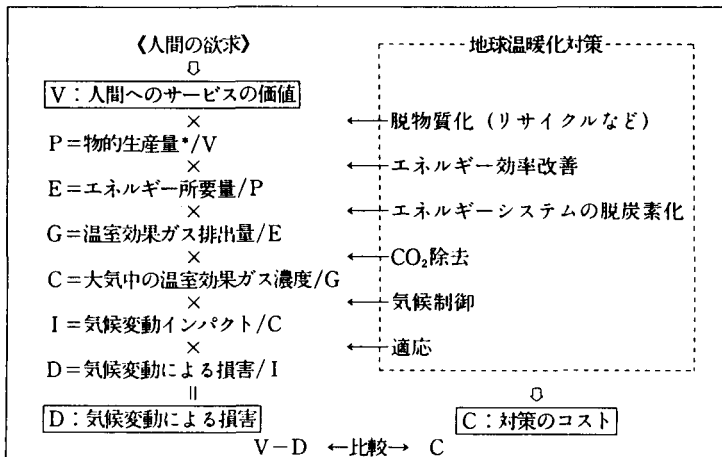 《人間の欲求》
⇩
V：人間へのサービスの価値
×
P＝物的生産量*/V
×
E＝エネルギー所要量/P
×
G＝温室効果ガス排出量/E
×
C＝大気中の温室効果ガス濃度/G
×
I＝気候変動インパクト/C
×
D＝気候変動による損害/I
||
D：気候変動による損害
地球温暖化対策
←脱物質化（リサイクルなど）
←エネルギー効率改善
←エネルギーシステムの脱炭素化
←CO₂除去
←気候制御
←適応
⇩
C：対策のコスト
V－D ←比較→ C